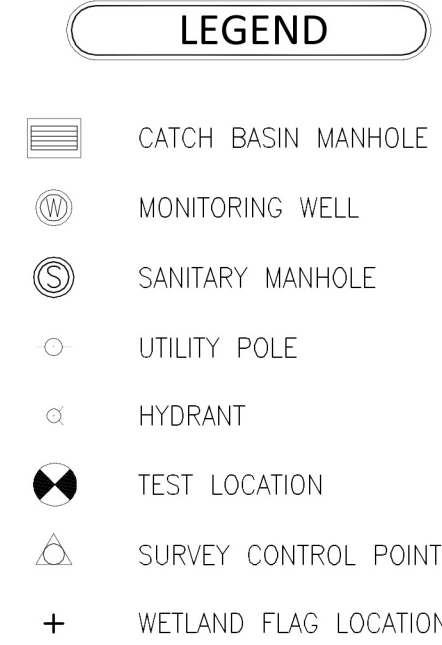 LEGEND
CATCH BASIN MANHOLE
W MONITORING WELL
S SANITARY MANHOLE
UTILITY POLE
HYDRANT
TEST LOCATION
SURVEY CONTROL POINT
WETLAND FLAG LOCATION